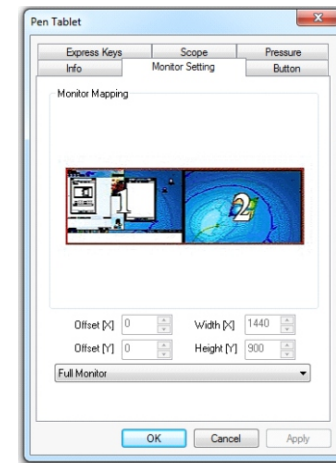 Pen Tablet
Express Keys Scope Pressure
Info Monitor Setting Button
Monitor Mapping
1 2
Offset [X] 0 Width [X] 1440
Offset [Y] 0 Height [Y] 900
Full Monitor
OK Cancel Apply